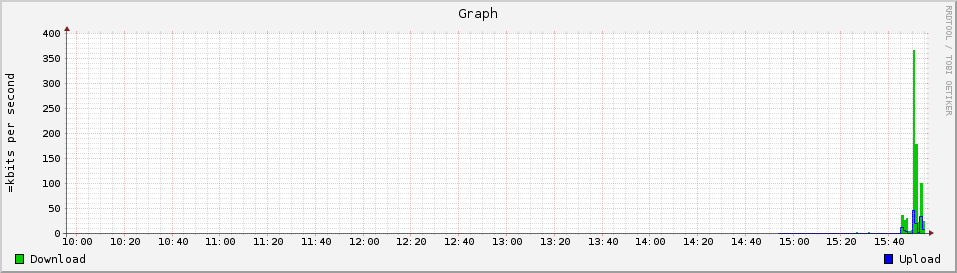 Graph
RRDTOOL / TOBI OETIKER
=kbits per second
400
350
300
250
200
150
100
50
0
10:00 10:20 10:40 11:00 11:20 11:40 12:00 12:20 12:40 13:00 13:20 13:40 14:00 14:20 14:40 15:00 15:20 15:40
Download Upload